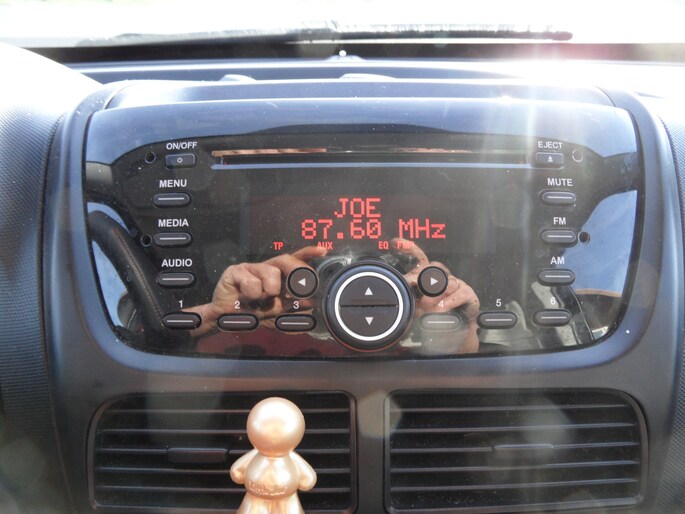 ON/OFF
EJECT
MENU
MUTE
MEDIA
FM
AUDIO
AM
JOE
87.60 MHz
TP AUX EQ
1 2 3 4 5 6